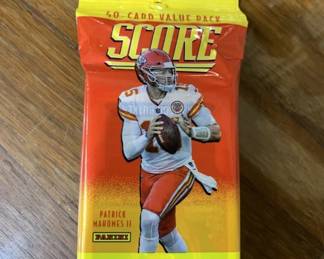 40-CARD VALUE PACK
SCORE
15
PATRICK
MAHOMES II
PANINI